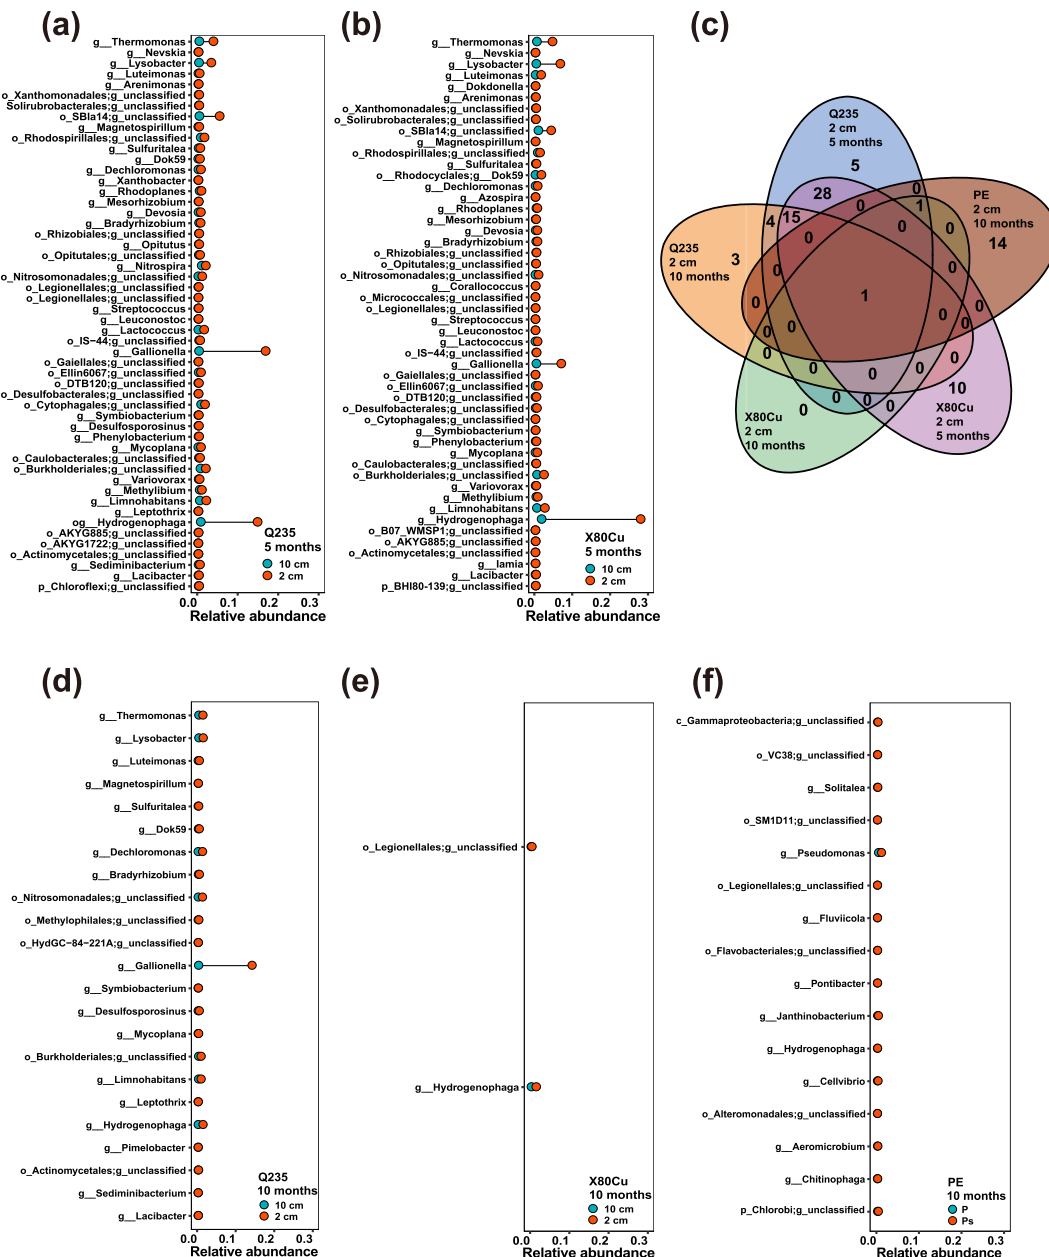 (a)
g__Thermomonas
g__Nevskia
g__Lysobacter
g__Luteimonas
g__Arenimonas
o_Xanthomonadales;g_unclassified
Solirubrobacterales;g_unclassified
o_SBla14;g_unclassified
g__Magnetospirillum
o_Rhodospirillales;g_unclassified
g__Sulfuritalea
g__Dok59
g__Dechloromonas
g__Xanthobacter
g__Rhodoplanes
g__Mesorhizobium
g__Devosia
g__Bradyrhizobium
o_Rhizobiales;g_unclassified
g__Opitutus
o_Opitutales;g_unclassified
g__Nitrospira
o_Nitrosomonadales;g_unclassified
o_Legionellales;g_unclassified
o_Legionellales;g_unclassified
g__Streptococcus
g__Leuconostoc
g__Lactococcus
o_IS−44;g_unclassified
g__Gallionella
o_Gaiellales;g_unclassified
o_Ellin6067;g_unclassified
o_DTB120;g_unclassified
o_Desulfobacterales;g_unclassified
o_Cytophagales;g_unclassified
g__Symbiobacterium
g__Desulfosporosinus
g__Phenylobacterium
g__Mycoplana
o_Caulobacterales;g_unclassified
o_Burkholderiales;g_unclassified
g__Variovorax
g__Methylibium
g__Limnohabitans
g__Leptothrix
og__Hydrogenophaga
o_AKYG885;g_unclassified
o_AKYG1722;g_unclassified
o_Actinomycetales;g_unclassified
g__Sediminibacterium
g__Lacibacter
p_Chloroflexi;g_unclassified
Q235
5 months
10 cm
2 cm
0.0 0.1 0.2 0.3
Relative abundance
(b)
g__Thermomonas
g__Nevskia
g__Lysobacter
g__Luteimonas
g__Dokdonella
g__Arenimonas
o_Xanthomonadales;g_unclassified
o_Solirubrobacterales;g_unclassified
o_SBla14;g_unclassified
g__Magnetospirillum
o_Rhodospirillales;g_unclassified
g__Sulfuritalea
o__Rhodocyclales;g__Dok59
g__Dechloromonas
g__Azospira
g__Rhodoplanes
g__Mesorhizobium
g__Devosia
g__Bradyrhizobium
o_Rhizobiales;g_unclassified
o_Opitutales;g_unclassified
o_Nitrosomonadales;g_unclassified
g__Corallococcus
o_Micrococcales;g_unclassified
o_Legionellales;g_unclassified
g__Streptococcus
g__Leuconostoc
g__Lactococcus
o_IS−44;g_unclassified
g__Gallionella
o_Gaiellales;g_unclassified
o_Ellin6067;g_unclassified
o_DTB120;g_unclassified
o_Desulfobacterales;g_unclassified
o_Cytophagales;g_unclassified
g__Symbiobacterium
g__Phenylobacterium
g__Mycoplana
o_Caulobacterales;g_unclassified
o_Burkholderiales;g_unclassified
g__Variovorax
g__Methylibium
g__Limnohabitans
g__Hydrogenophaga
o_B07_WMSP1;g_unclassified
o_AKYG885;g_unclassified
o_Actinomycetales;g_unclassified
g__Iamia
g__Lacibacter
p_BHI80-139;g_unclassified
X80Cu
5 months
10 cm
2 cm
0.0 0.1 0.2 0.3
Relative abundance
(c)
Q235
2 cm
5 months
5
PE
2 cm
10 months
14
Q235
2 cm
10 months
3
28 0 0 1
4 15 0 0 0
0 0 0
1
0 0 0 0 0
0 0 0
0 0 0 0
0 0 0 0
X80Cu
2 cm
10 months
10
X80Cu
2 cm
5 months
(d)
g__Thermomonas
g__Lysobacter
g__Luteimonas
g__Magnetospirillum
g__Sulfuritalea
g__Dok59
g__Dechloromonas
g__Bradyrhizobium
o_Nitrosomonadales;g_unclassified
o_Methylophilales;g_unclassified
o_HydGC−84−221A;g_unclassified
g__Gallionella
g__Symbiobacterium
g__Desulfosporosinus
g__Mycoplana
o_Burkholderiales;g_unclassified
g__Limnohabitans
g__Leptothrix
g__Hydrogenophaga
g__Pimelobacter
o_Actinomycetales;g_unclassified
g__Sediminibacterium
g__Lacibacter
Q235
10 months
10 cm
2 cm
0.0 0.1 0.2 0.3
Relative abundance
(e)
o_Legionellales;g_unclassified
g__Hydrogenophaga
X80Cu
10 months
10 cm
2 cm
0.0 0.1 0.2 0.3
Relative abundance
(f)
c_Gammaproteobacteria;g_unclassified
o_VC38;g_unclassified
g__Solitalea
o_SM1D11;g_unclassified
g__Pseudomonas
o_Legionellales;g_unclassified
g__Fluviicola
o_Flavobacteriales;g_unclassified
g__Pontibacter
g__Janthinobacterium
g__Hydrogenophaga
g__Cellvibrio
o_Alteromonadales;g_unclassified
g__Aeromicrobium
g__Chitinophaga
p_Chlorobi;g_unclassified
PE
10 months
P
Ps
0.0 0.1 0.2 0.3
Relative abundance